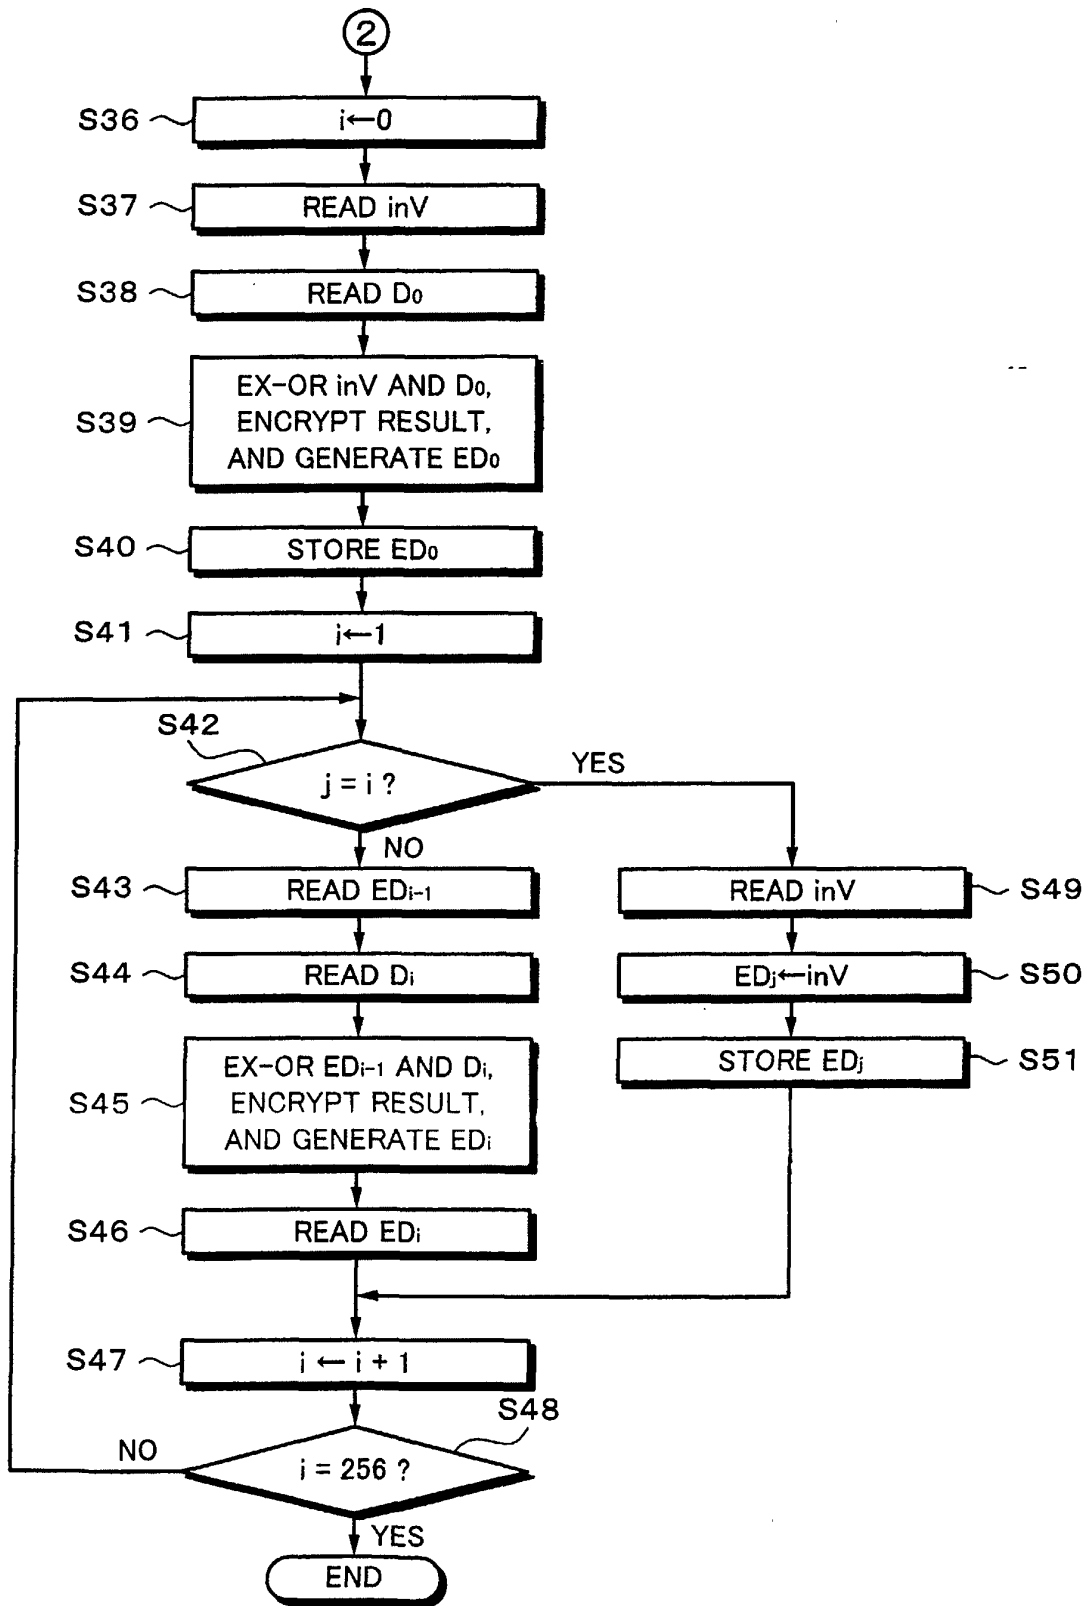 2
S36
i←0
S37
READ inV
S38
READ D0
S39
EX-OR inV AND D0,
ENCRYPT RESULT,
AND GENERATE ED0
S40
STORE ED0
S41
i←1
S42
j = i ?
YES
NO
S43
READ EDi-1
READ inV
S49
S44
READ Di
EDj←inV
S50
S45
EX-OR EDi-1 AND Di,
ENCRYPT RESULT,
AND GENERATE EDi
STORE EDj
S51
S46
READ EDi
S47
i ← i + 1
S48
i = 256 ?
NO
YES
END